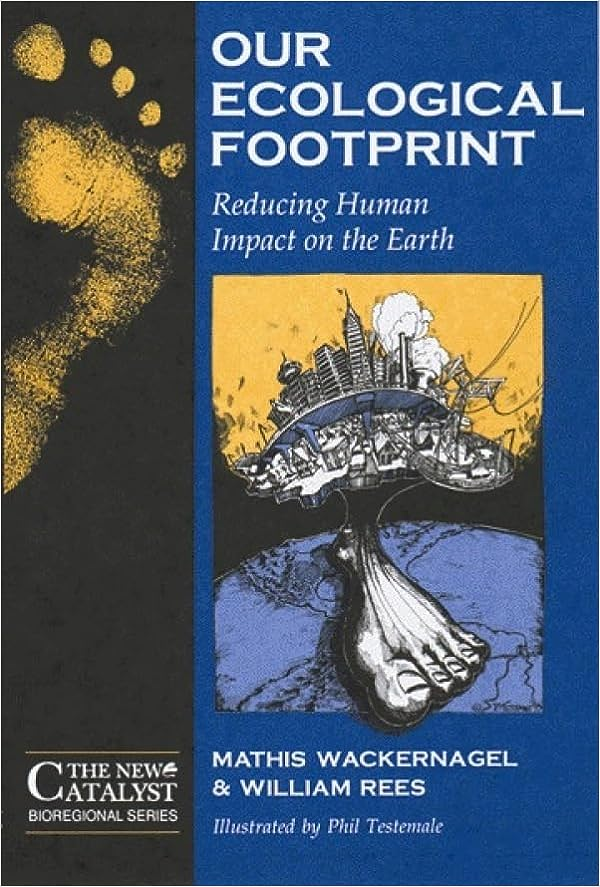 OUR
ECOLOGICAL
FOOTPRINT
Reducing Human
Impact on the Earth
MATHIS WACKERNAGEL
& WILLIAM REES
Illustrated by Phil Testemale
THE NEW
CATALYST
BIOREGIONAL SERIES